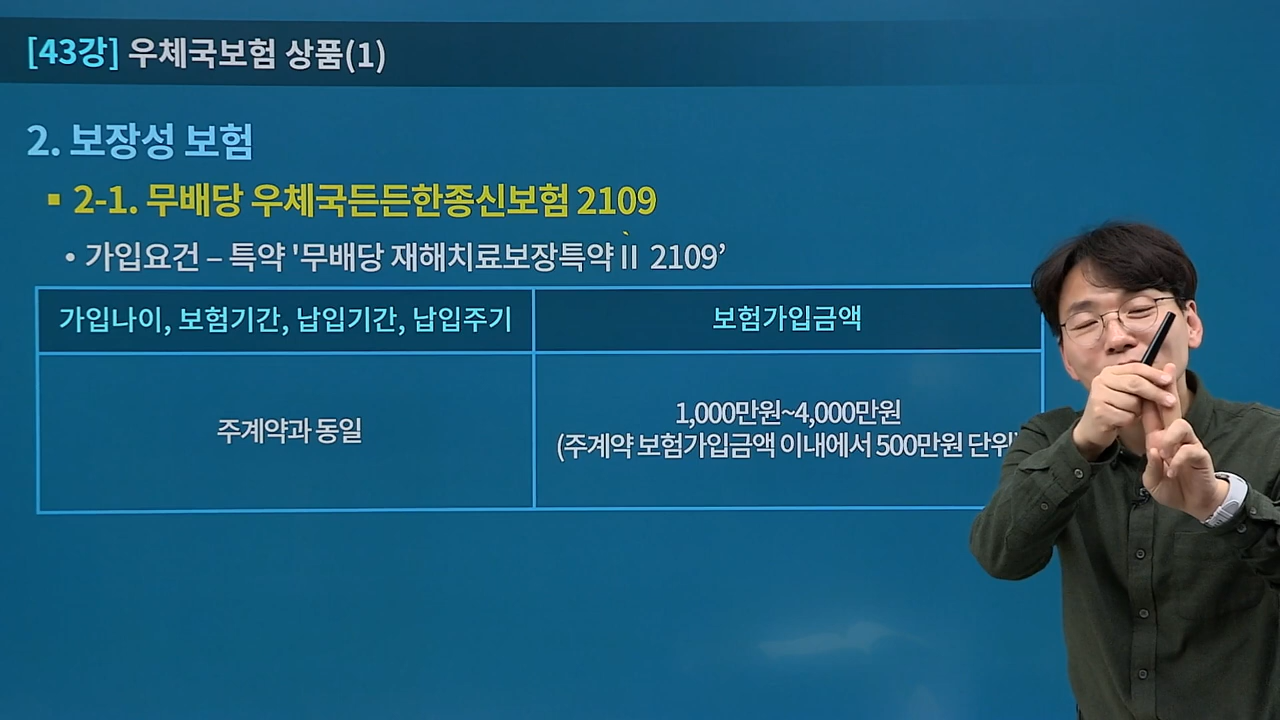 [43강] 우체국보험 상품(1)
2. 보장성 보험
▪ 2-1. 무배당 우체국든든한종신보험 2109
• 가입요건 – 특약 '무배당 재해치료보장특약Ⅱ 2109’
가입나이, 보험기간, 납입기간, 납입주기
보험가입금액
주계약과 동일
1,000만원~4,000만원
(주계약 보험가입금액 이내에서 500만원 단위)